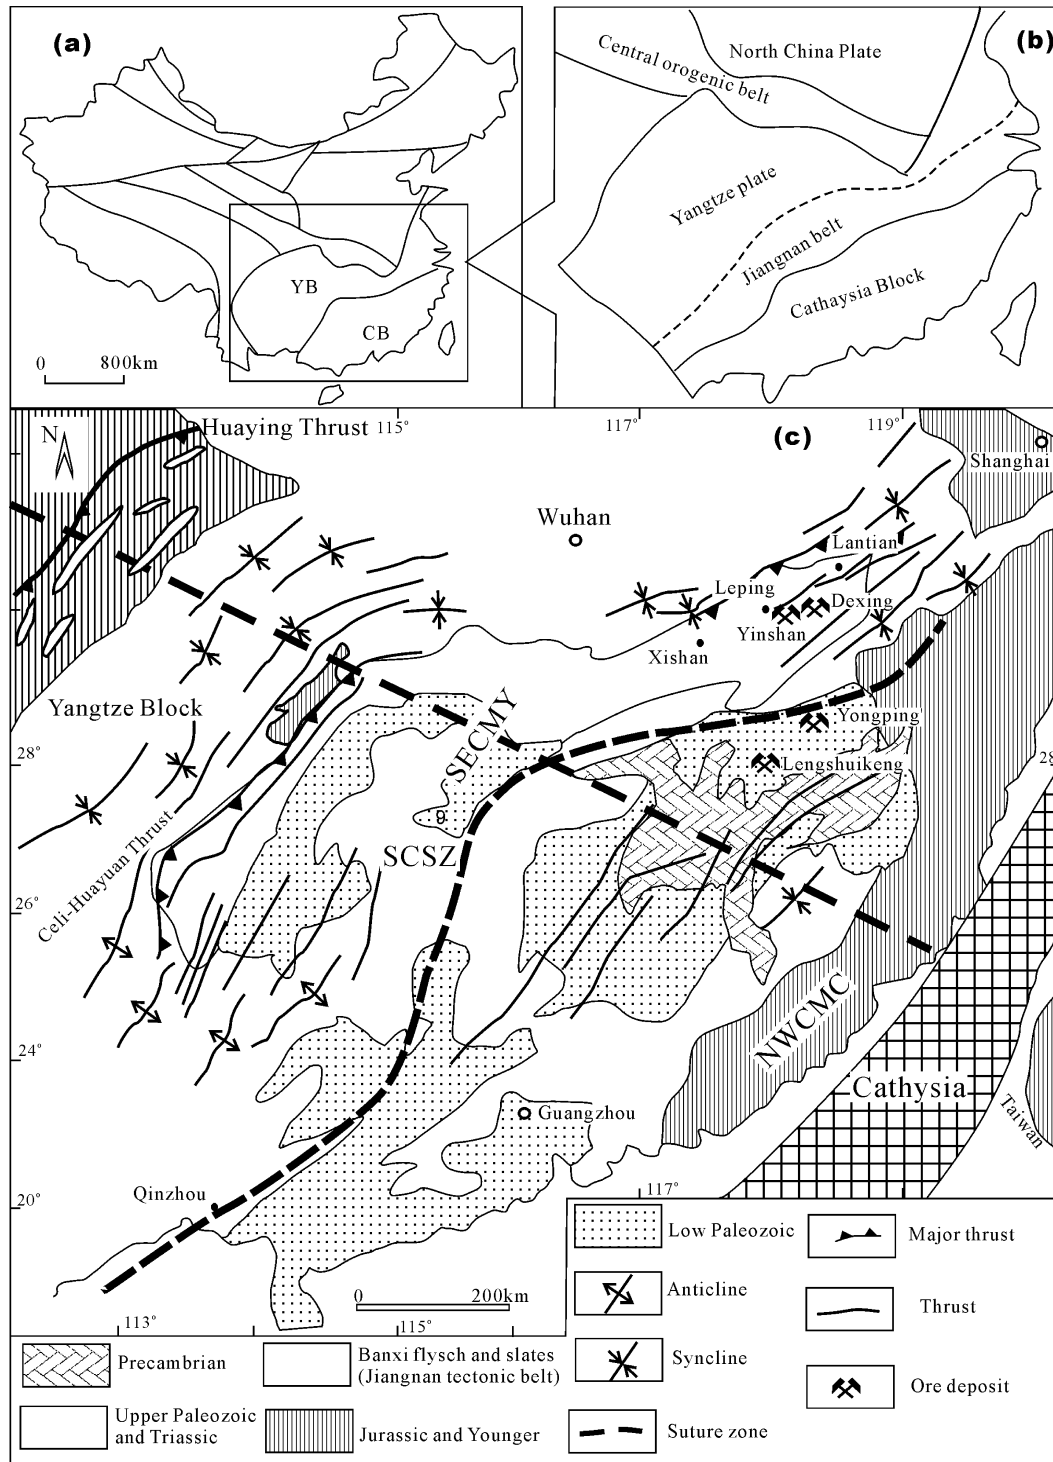 (a)
YB
CB
0 800km
(b)
North China Plate
Central orogenic belt
Yangtze plate
Jiangnan belt
Cathaysia Block
N
Huaying Thrust
115°
117°
(c)
119°
Shanghai
Wuhan
Lantian
Leping
Dexing
Yinshan
Xishan
Yangtze Block
SECMY
Yongping
28°
Lengshuikeng
28
SCSZ
Celi-Huayuan Thrust
26°
NWCMC
24°
Cathysia
Guangzhou
Taiwan
Qinzhou
20°
117°
0 200km
113°
115°
Low Paleozoic
Major thrust
Anticline
Thrust
Precambrian
Banxi flysch and slates
(Jiangnan tectonic belt)
Syncline
Ore deposit
Upper Paleozoic
and Triassic
Jurassic and Younger
Suture zone